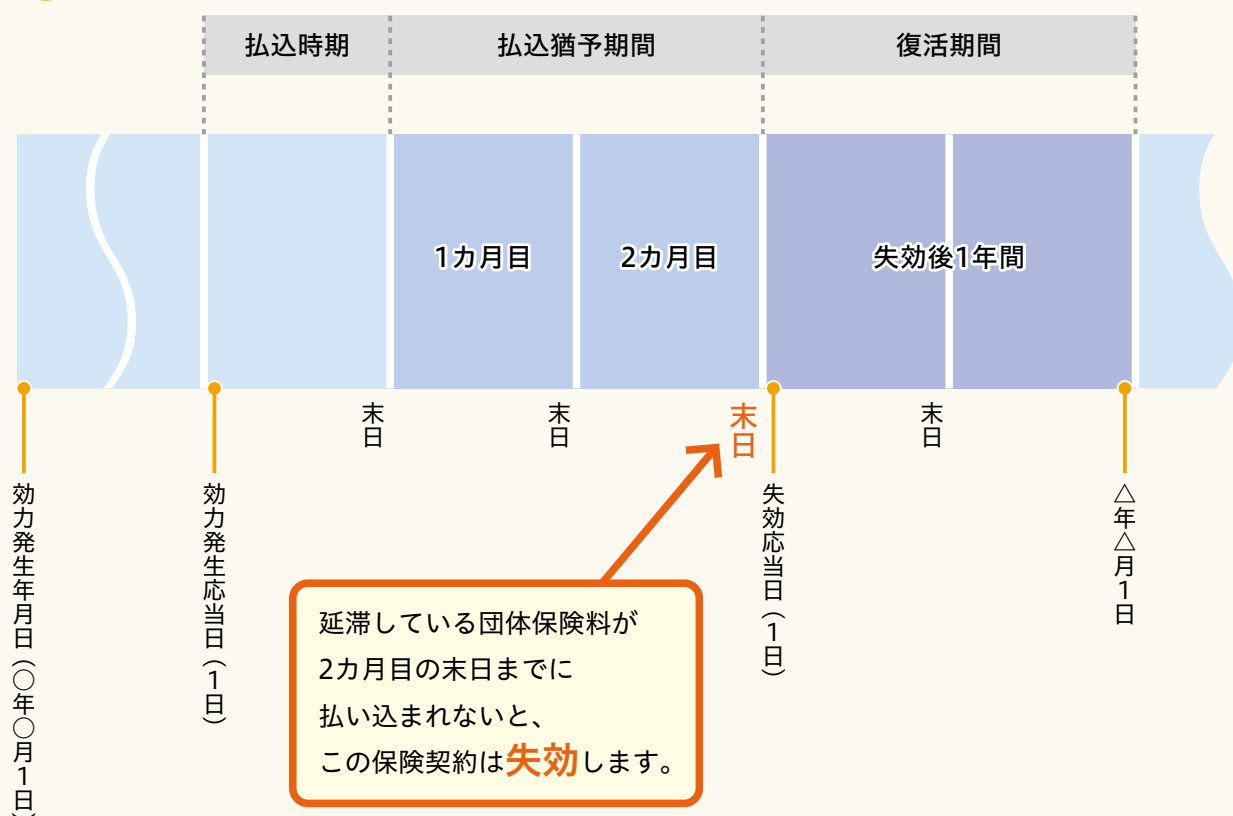 払込時期
払込猶予期間
復活期間
1カ月目
2カ月目
失効後1年間
末日
末日
末日
末日
効力発生年月日（〇年〇月1日）
効力発生応当日（1日）
失効応当日（1日）
△年△月1日
延滞している団体保険料が
2カ月目の末日までに
払い込まれないと、
この保険契約は失効します。